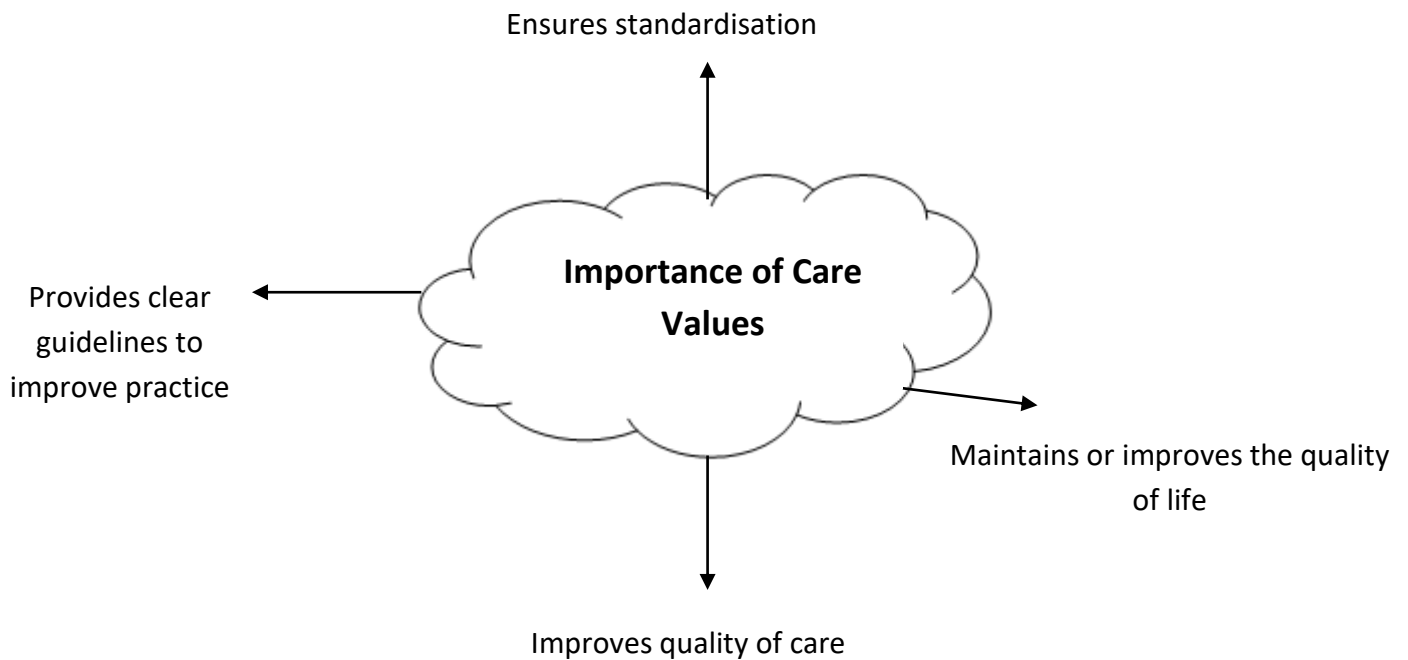 Ensures standardisation
Importance of Care
Values
Provides clear
guidelines to
improve practice
Maintains or improves the quality
of life
Improves quality of care